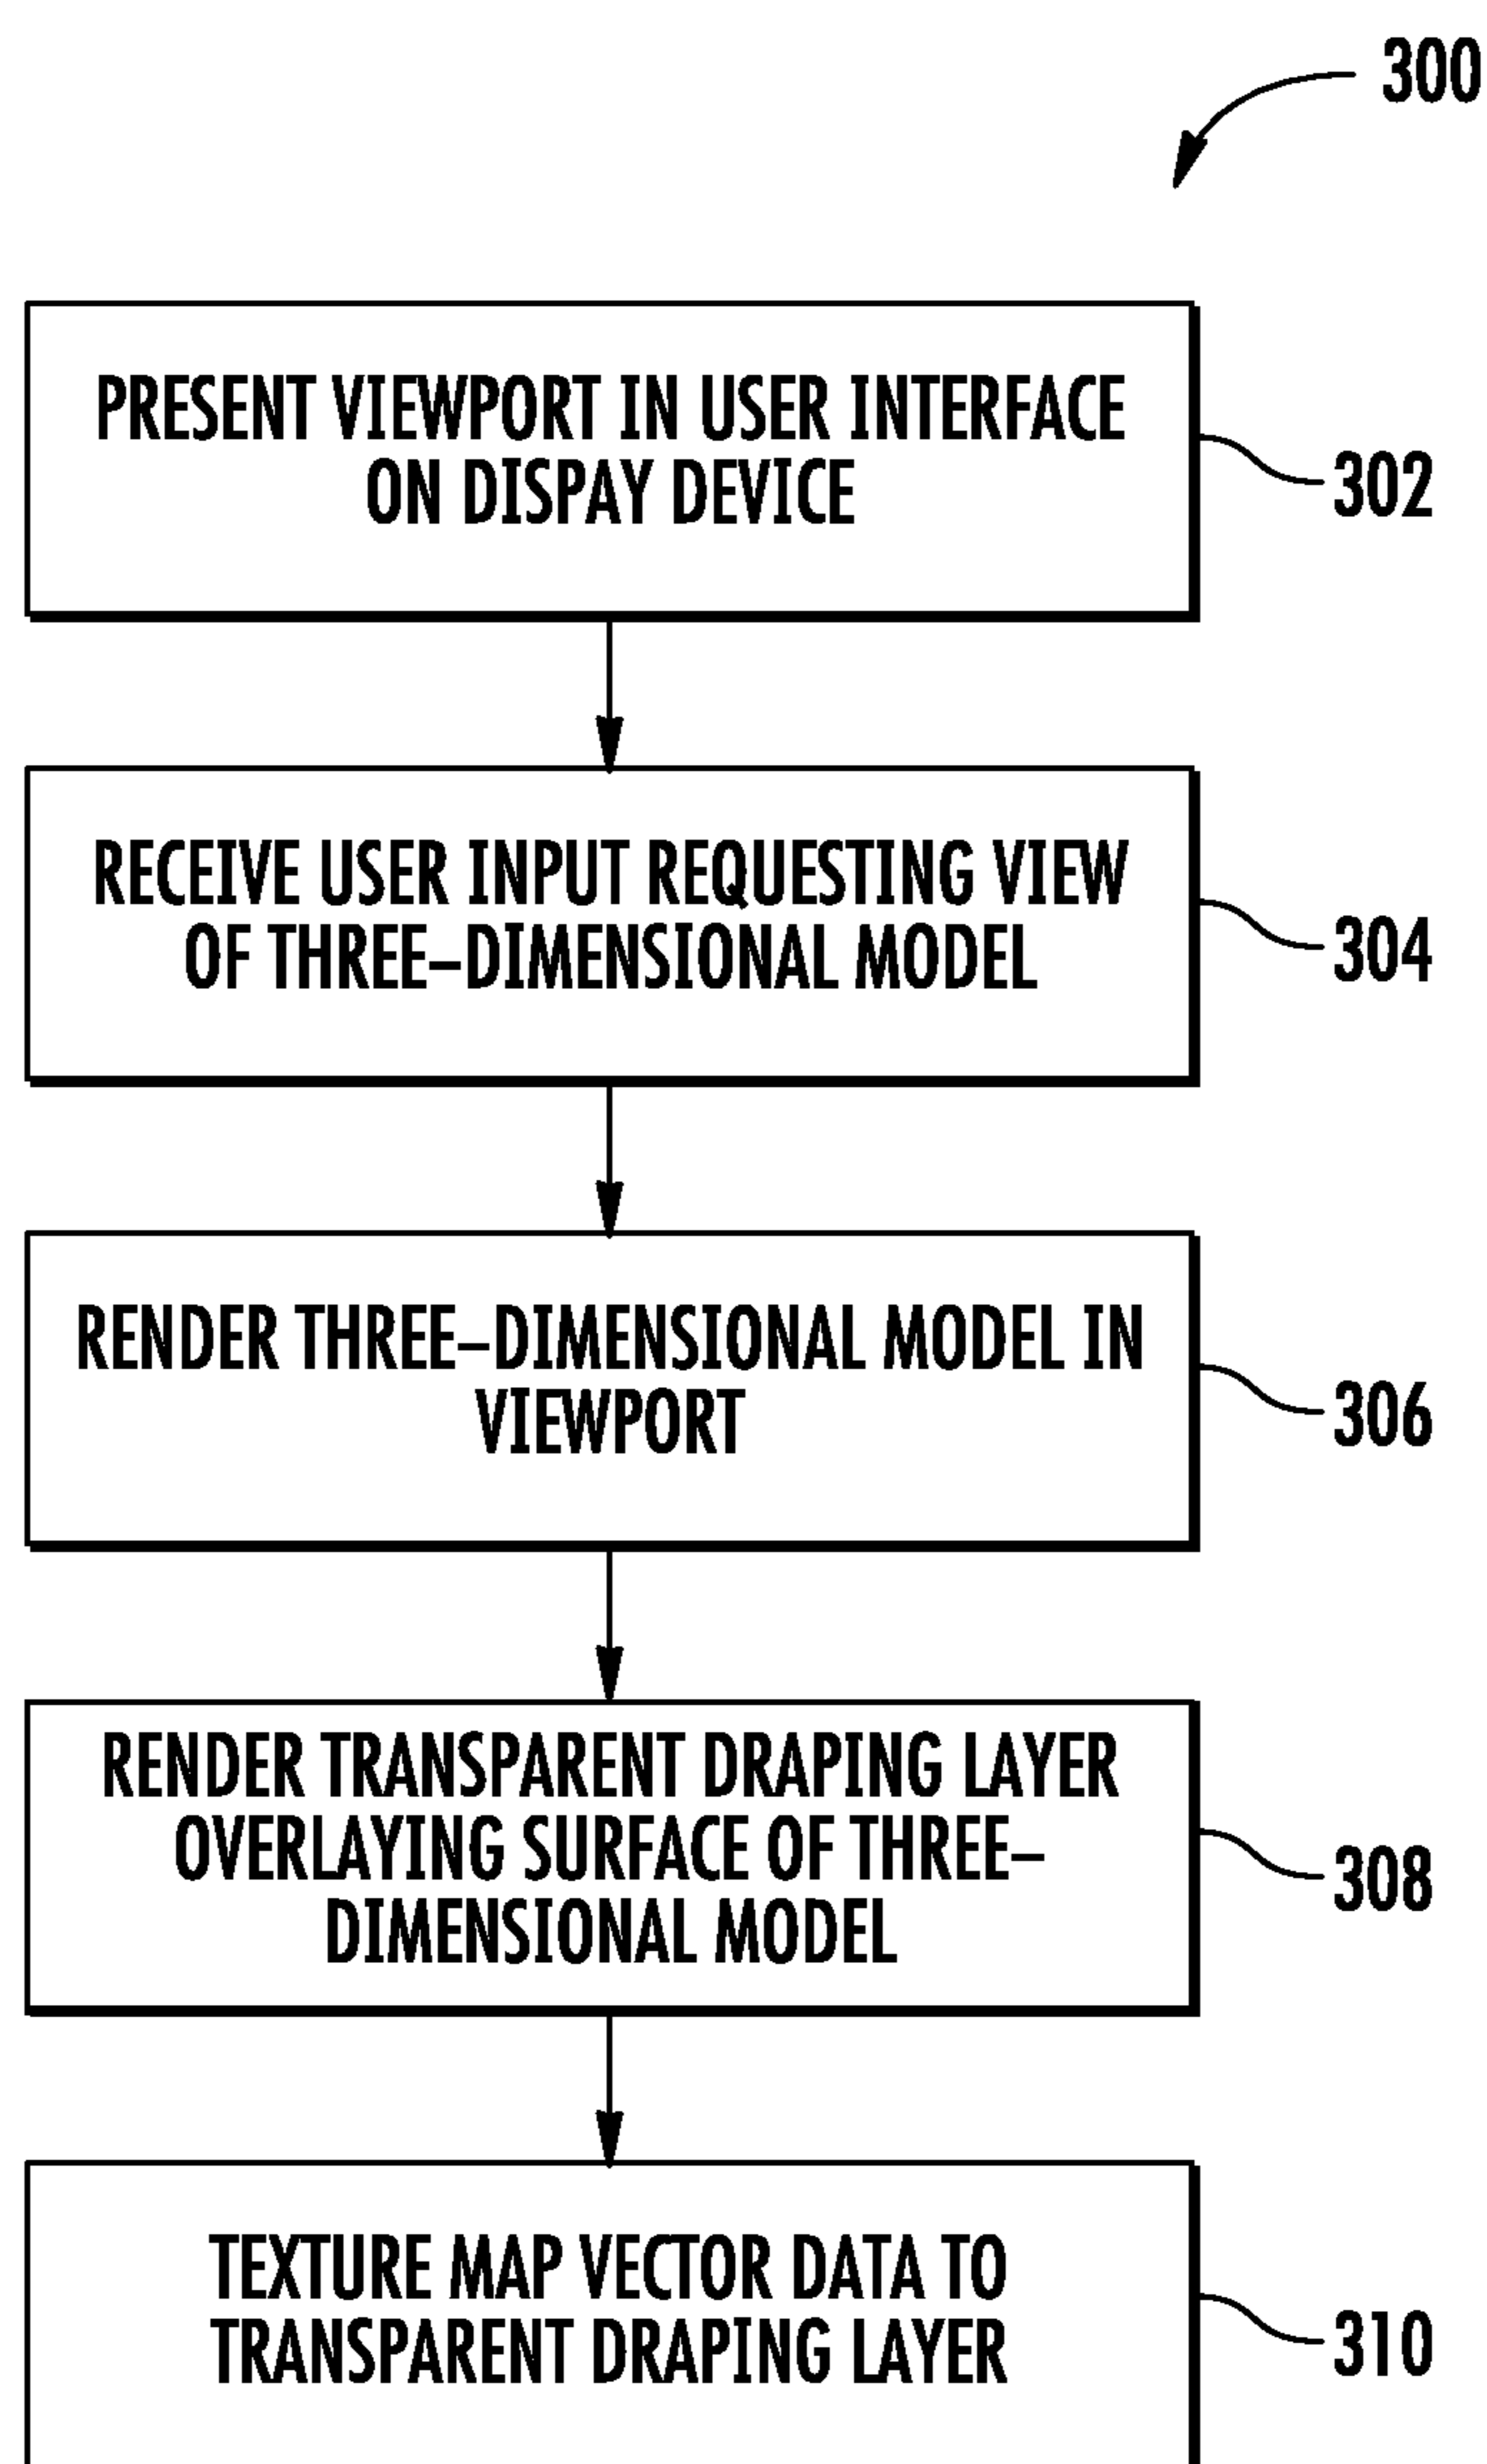 300
PRESENT VIEWPORT IN USER INTERFACE
ON DISPAY DEVICE
302
RECEIVE USER INPUT REQUESTING VIEW
OF THREE–DIMENSIONAL MODEL
304
RENDER THREE–DIMENSIONAL MODEL IN
VIEWPORT
306
RENDER TRANSPARENT DRAPING LAYER
OVERLAYING SURFACE OF THREE–
DIMENSIONAL MODEL
308
TEXTURE MAP VECTOR DATA TO
TRANSPARENT DRAPING LAYER
310